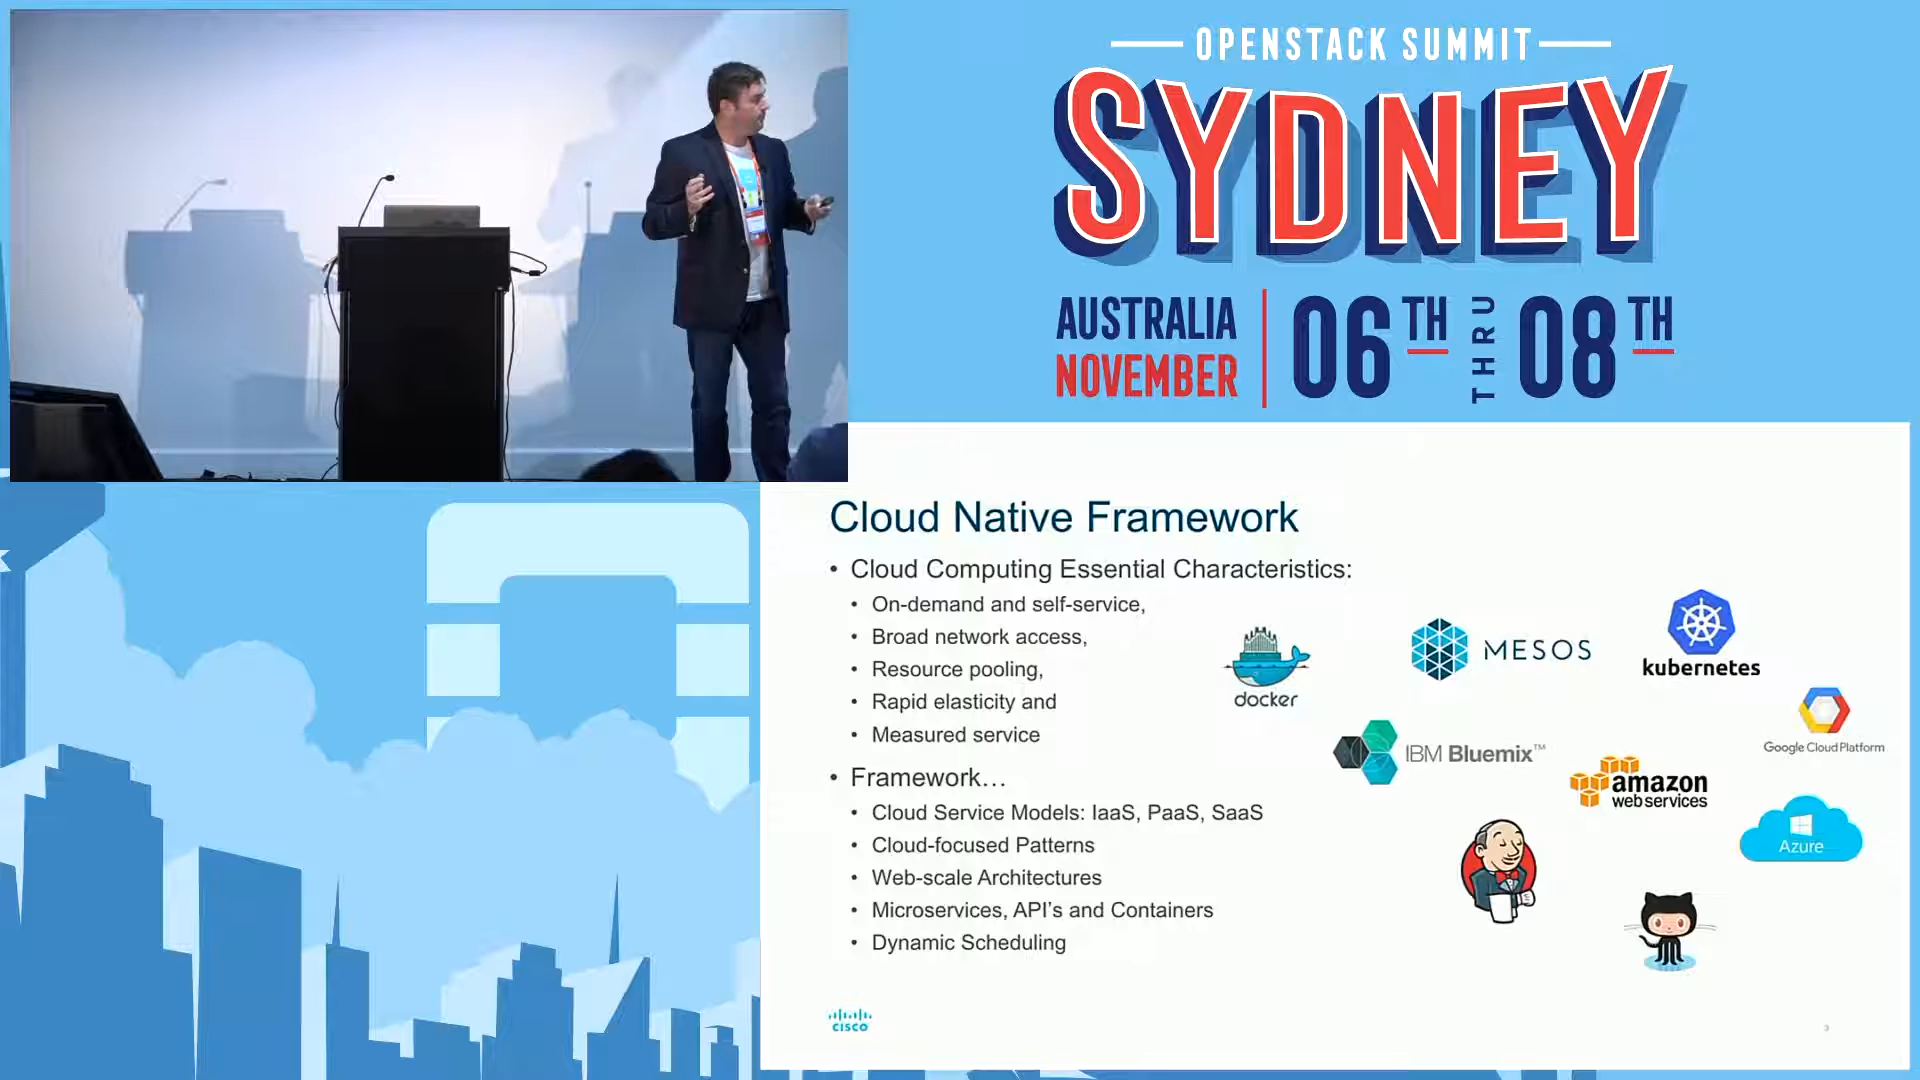 OPENSTACK SUMMIT
SYDNEY
AUSTRALIA
NOVEMBER
06TH THRU 08TH
Cloud Native Framework
• Cloud Computing Essential Characteristics:
• On-demand and self-service,
• Broad network access,
• Resource pooling,
• Rapid elasticity and
• Measured service
• Framework…
• Cloud Service Models: IaaS, PaaS, SaaS
• Cloud-focused Patterns
• Web-scale Architectures
• Microservices, API's and Containers
• Dynamic Scheduling
docker
MESOS
kubernetes
IBM Bluemix™
Google Cloud Platform
amazon
webservices
Azure
CISCO
3